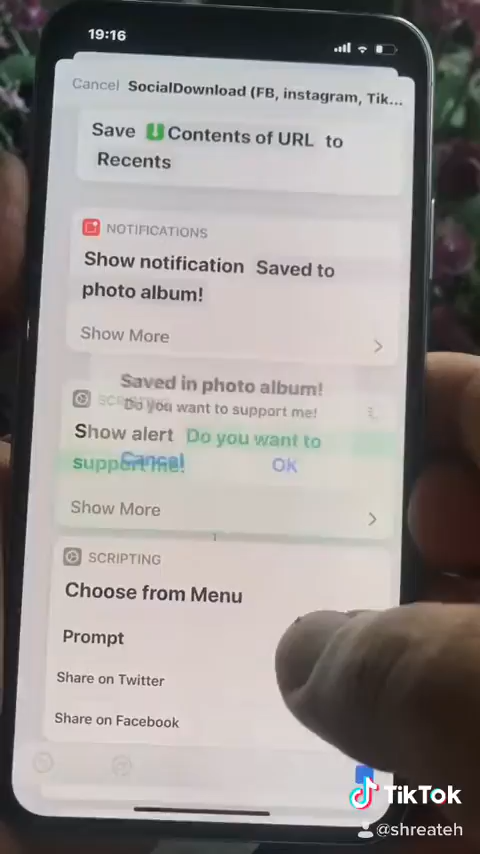 19:16
Cancel SocialDownload (FB, instagram, Tik...
Save Contents of URL to
Recents
NOTIFICATIONS
Show notification Saved to
photo album!
Show More
Saved in photo album!
Do you want to support me!
SCRIPTING
Show alert Do you want to
support me!
Cancel OK
Show More
SCRIPTING
Choose from Menu
Prompt
Share on Twitter
Share on Facebook
TikTok
@shreateh